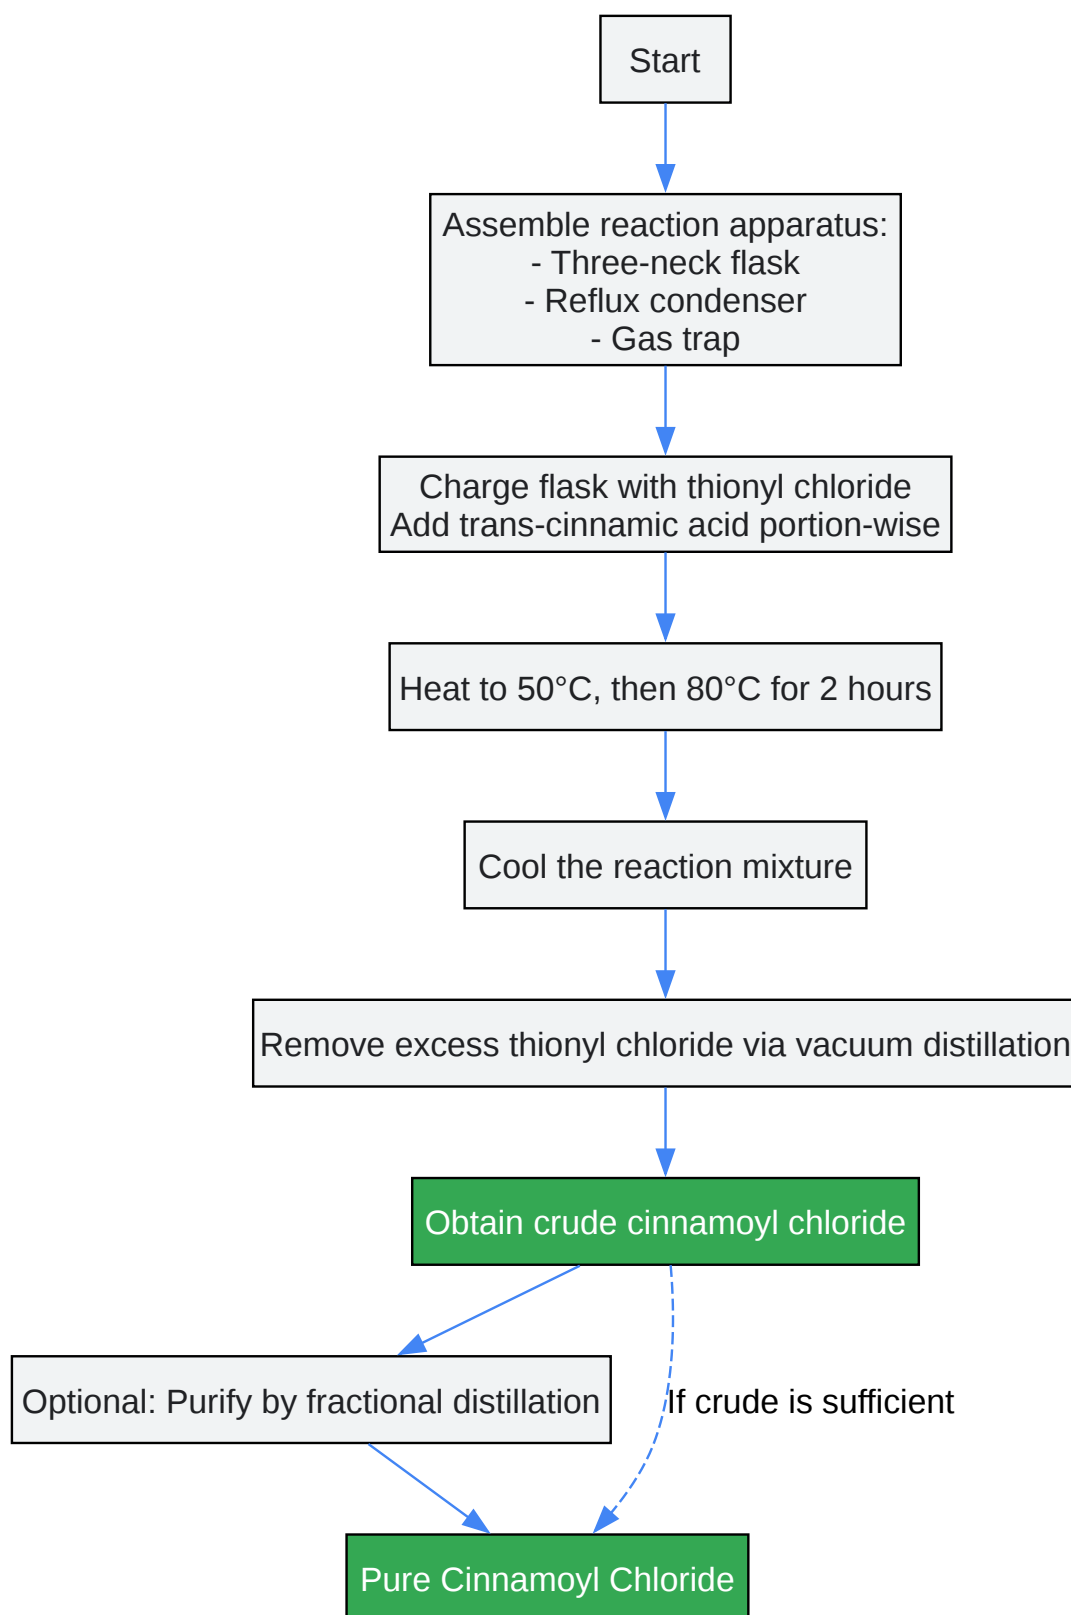 Start
Assemble reaction apparatus:
- Three-neck flask
- Reflux condenser
- Gas trap
Charge flask with thionyl chloride
Add trans-cinnamic acid portion-wise
Heat to 50°C, then 80°C for 2 hours
Cool the reaction mixture
Remove excess thionyl chloride via vacuum distillation
Obtain crude cinnamoyl chloride
Optional: Purify by fractional distillation
If crude is sufficient
Pure Cinnamoyl Chloride